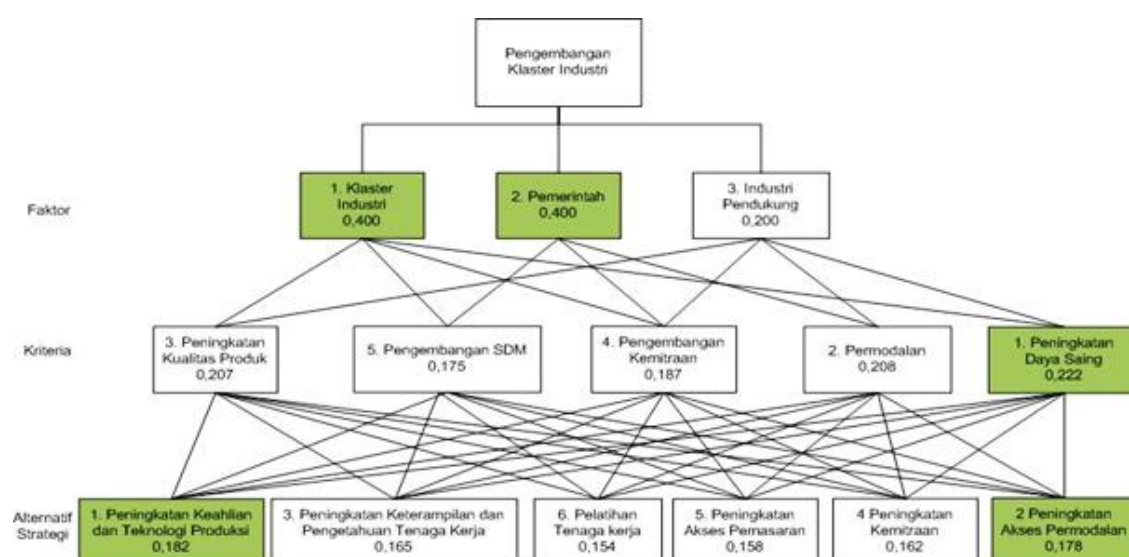 Pengembangan
Klaster Industri
Faktor
1. Klaster
Industri
0,400
2. Pemerintah
0,400
3. Industri
Pendukung
0,200
Kriteria
3. Peningkatan
Kualitas Produk
0,207
5. Pengembangan SDM
0,175
4. Pengembangan
Kemitraan
0,187
2. Permodalan
0,208
1. Peningkatan
Daya Saing
0,222
Alternatif
Strategi
1. Peningkatan Keahlian
dan Teknologi Produksi
0,182
3. Peningkatan Keterampilan dan
Pengetahuan Tenaga Kerja
0,165
6. Pelatihan
Tenaga kerja
0,154
5. Peningkatan
Akses Pemasaran
0,158
4 Peningkatan
Kemitraan
0,162
2 Peningkatan
Akses Permodalan
0,178